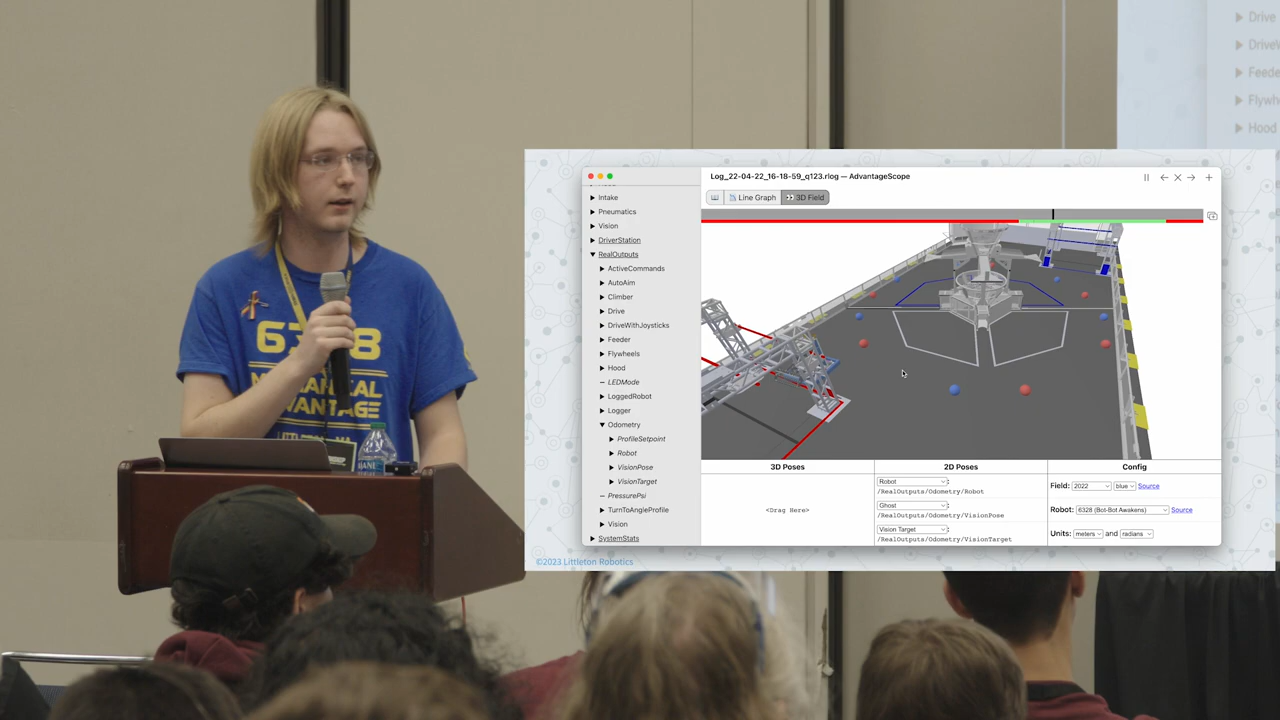 Drive
Feede
Flywh
Hood
6328
ADVANTAGE
Log_22-04-22_16-18-59_q123.rlog — AdvantageScope
Line Graph
3D Field
Intake
Pneumatics
Vision
DriverStation
RealOutputs
ActiveCommands
AutoAim
Climber
Drive
DriveWithJoysticks
Feeder
Flywheels
Hood
LEDMode
LoggedRobot
Logger
Odometry
ProfileSetpoint
Robot
VisionPose
VisionTarget
PressurePsi
TurnToAngleProfile
Vision
SystemStats
3D Poses
<Drag Here>
2D Poses
Robot :
/RealOutputs/Odometry/Robot
Ghost :
/RealOutputs/Odometry/VisionPose
Vision Target :
/RealOutputs/Odometry/VisionTarget
Config
Field: 2022 blue Source
Robot: 6328 (Bot-Bot Awakens) Source
Units: meters and radians
©2023 Littleton Robotics